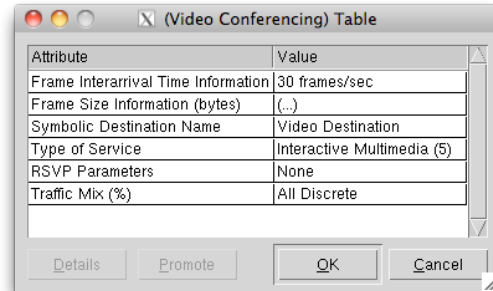 (Video Conferencing) Table
Attribute Value
Frame Interarrival Time Information 30 frames/sec
Frame Size Information (bytes) (...)
Symbolic Destination Name Video Destination
Type of Service Interactive Multimedia (5)
RSVP Parameters None
Traffic Mix (%) All Discrete
Details Promote OK Cancel